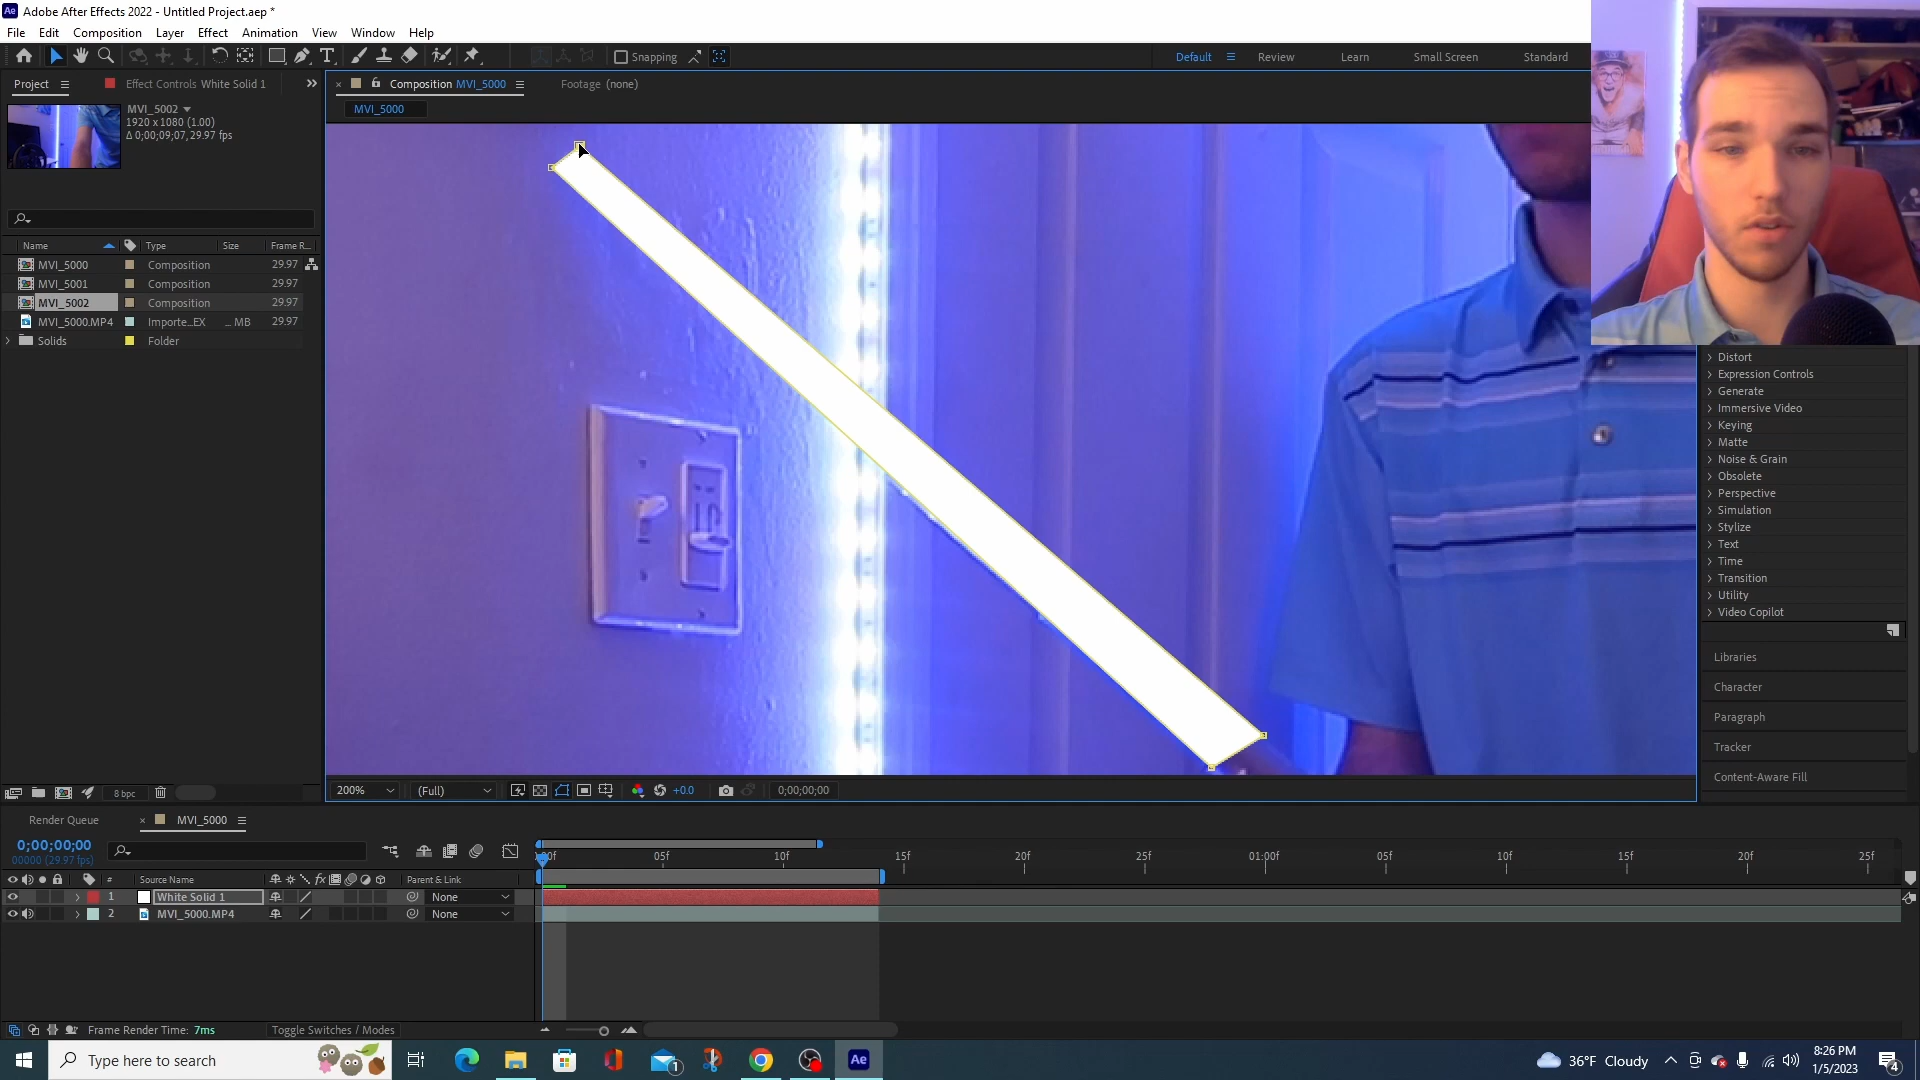 Adobe After Effects 2022 - Untitled Project.aep *
File Edit Composition Layer Effect Animation View Window Help
Snapping
Default Review Learn Small Screen Standard
Project Effect Controls White Solid 1
Composition MVI_5000 Footage (none)
MVI_5000
MVI_5002
1920 x 1080 (1.00)
Δ 0;00;09;07, 29.97 fps
Name Type Size Frame R...
MVI_5000 Composition 29.97
MVI_5001 Composition 29.97
MVI_5002 Composition 29.97
MVI_5000.MP4 Importe...EX ... MB 29.97
Solids Folder
Distort
Expression Controls
Generate
Immersive Video
Keying
Matte
Noise & Grain
Obsolete
Perspective
Simulation
Stylize
Text
Time
Transition
Utility
Video Copilot
Libraries
Character
Paragraph
Tracker
Content-Aware Fill
8 bpc
200% (Full) +0.0 0;00;00;00
Render Queue MVI_5000
0;00;00;00
00000 (29.97 fps)
05f 10f 15f 20f 25f 01:00f 05f 10f 15f 20f 25f
# Source Name Parent & Link
1 White Solid 1 None
2 MVI_5000.MP4 None
Frame Render Time: 7ms Toggle Switches / Modes
Type here to search
Ae
36°F Cloudy
8:26 PM
1/5/2023
4